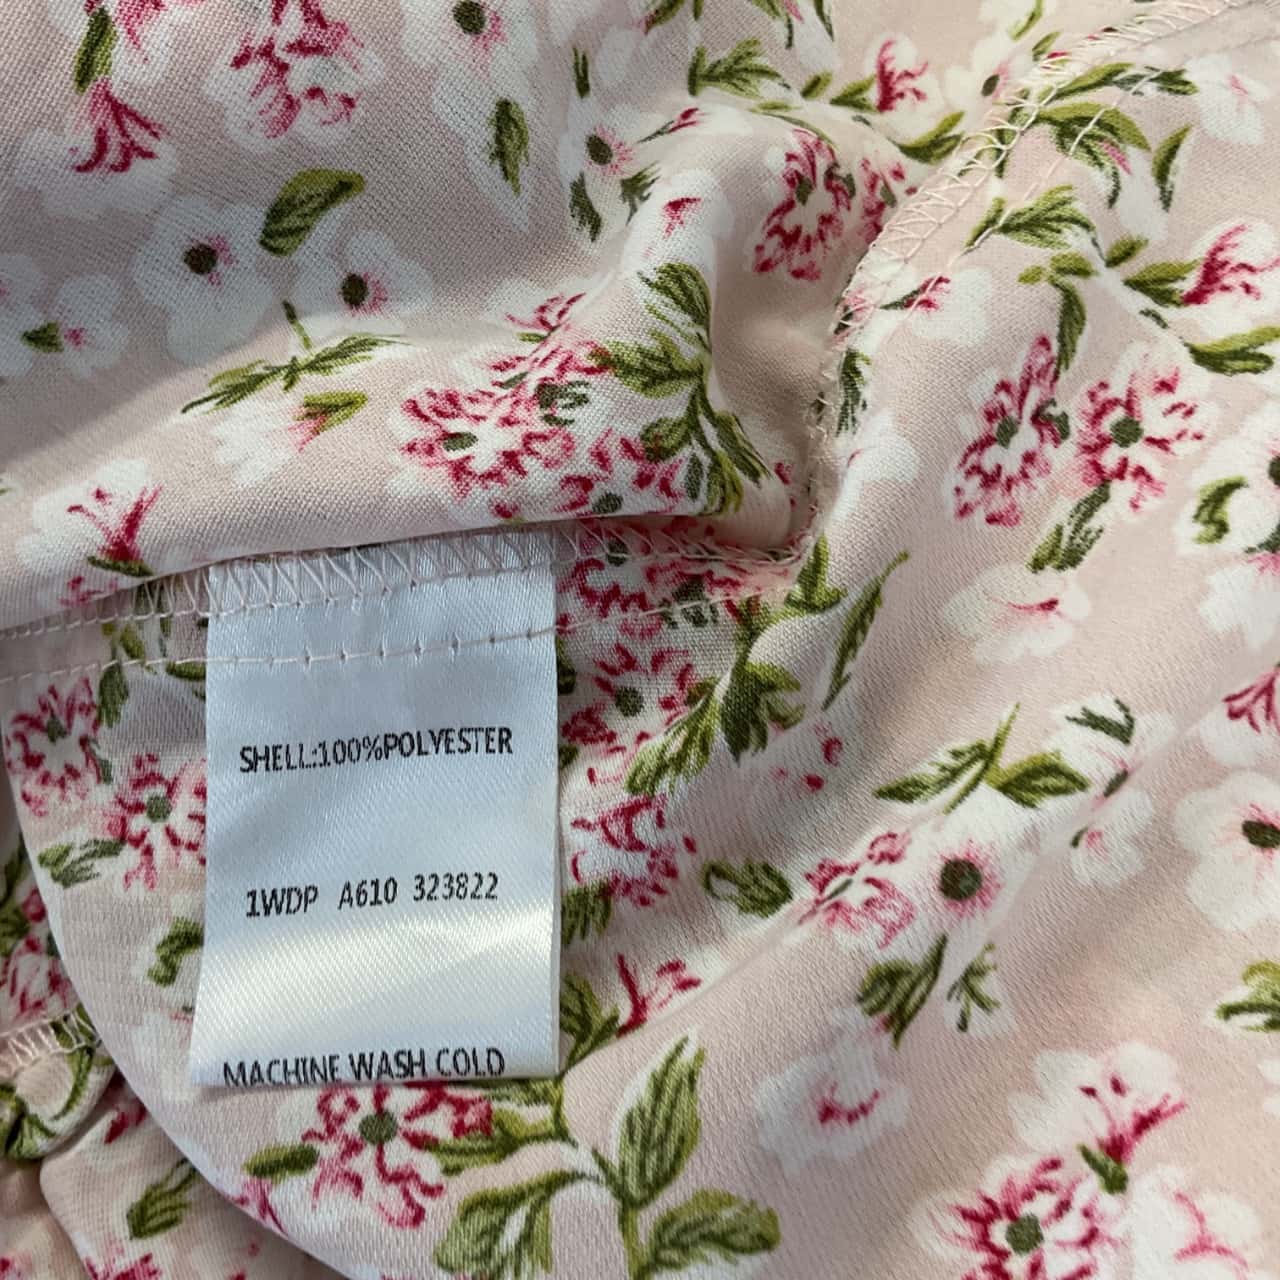 SHELL:100%POLYESTER
1WDP A610 323822
MACHINE WASH COLD